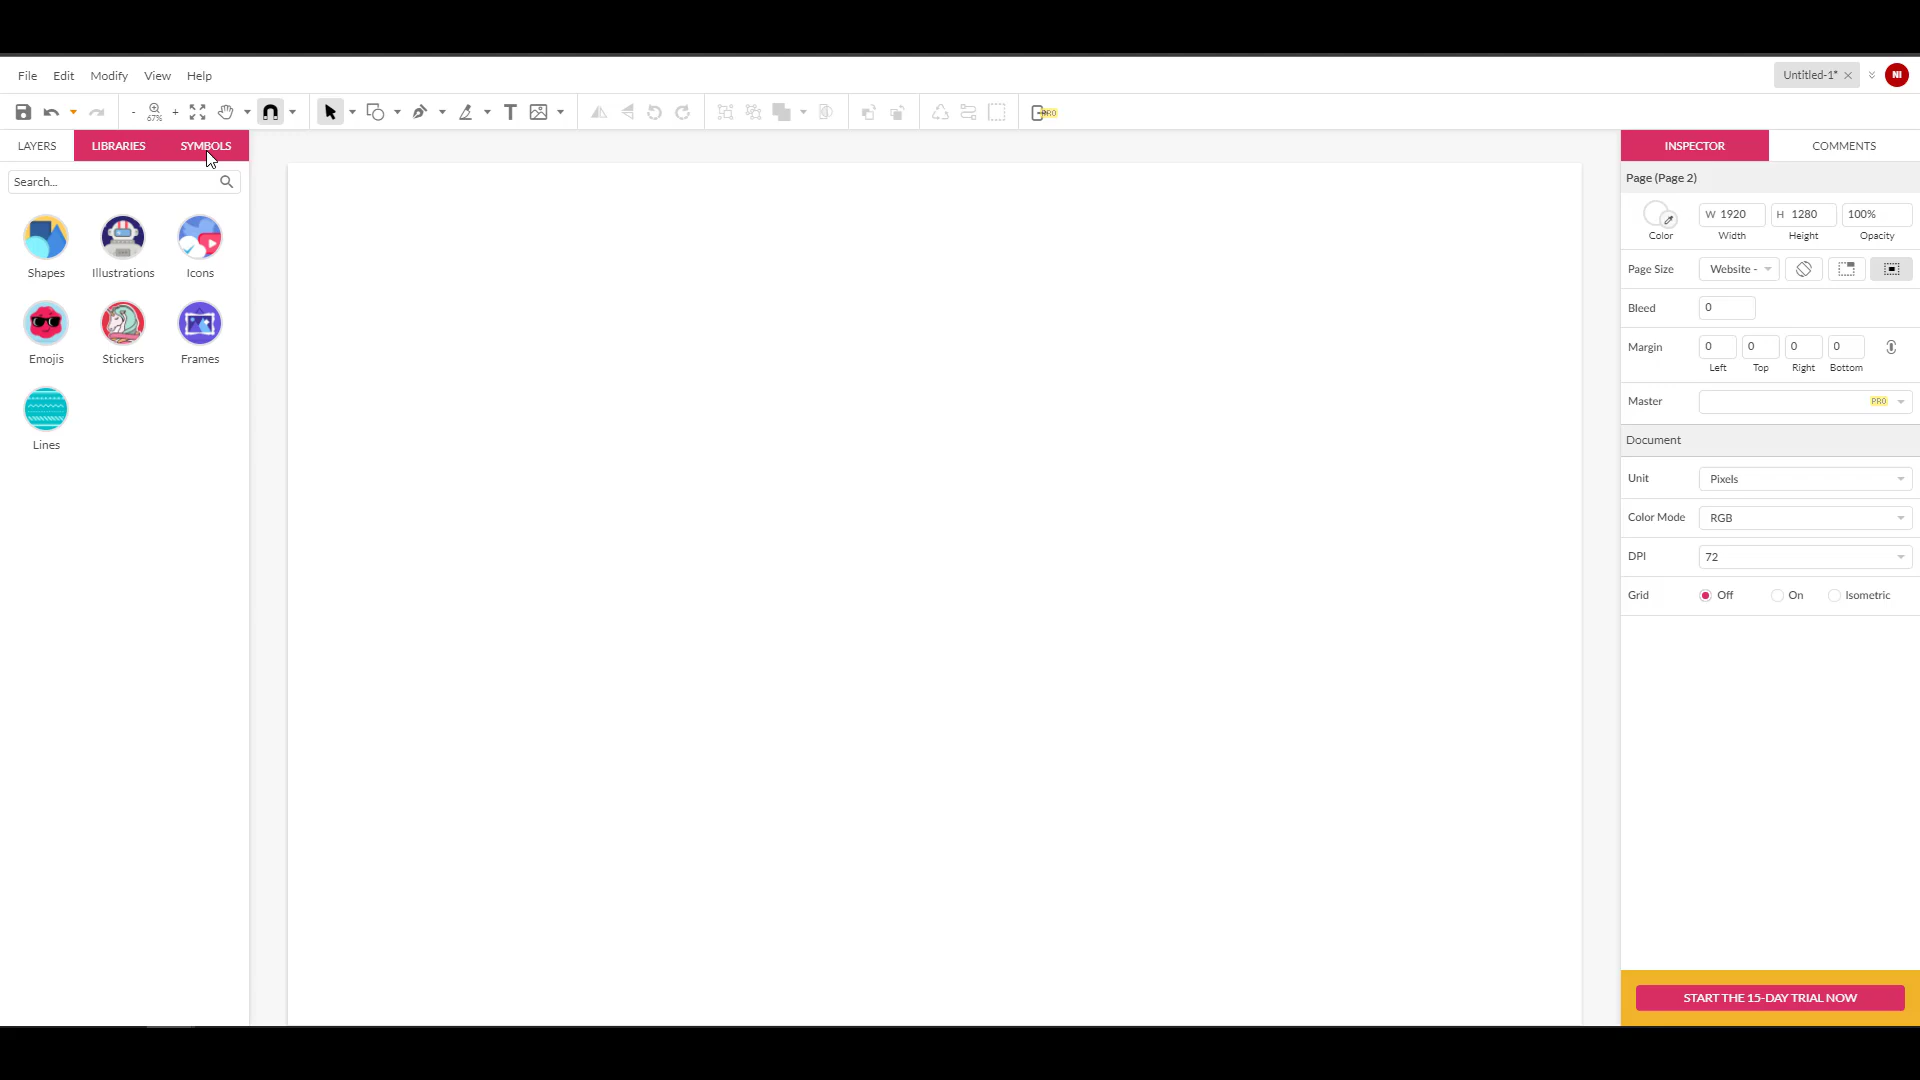 File Edit Modify View Help
Untitled-1*
NI
- 67% +
T
PRO
LAYERS LIBRARIES SYMBOLS
INSPECTOR COMMENTS
Search...
Shapes Illustrations Icons
Emojis Stickers Frames
Lines
Page (Page 2)
W 1920 H 1280 100%
Color Width Height Opacity
Page Size Website -
Bleed 0
Margin 0 0 0 0
Left Top Right Bottom
Master PRO
Document
Unit Pixels
Color Mode RGB
DPI 72
Grid Off On Isometric
START THE 15-DAY TRIAL NOW